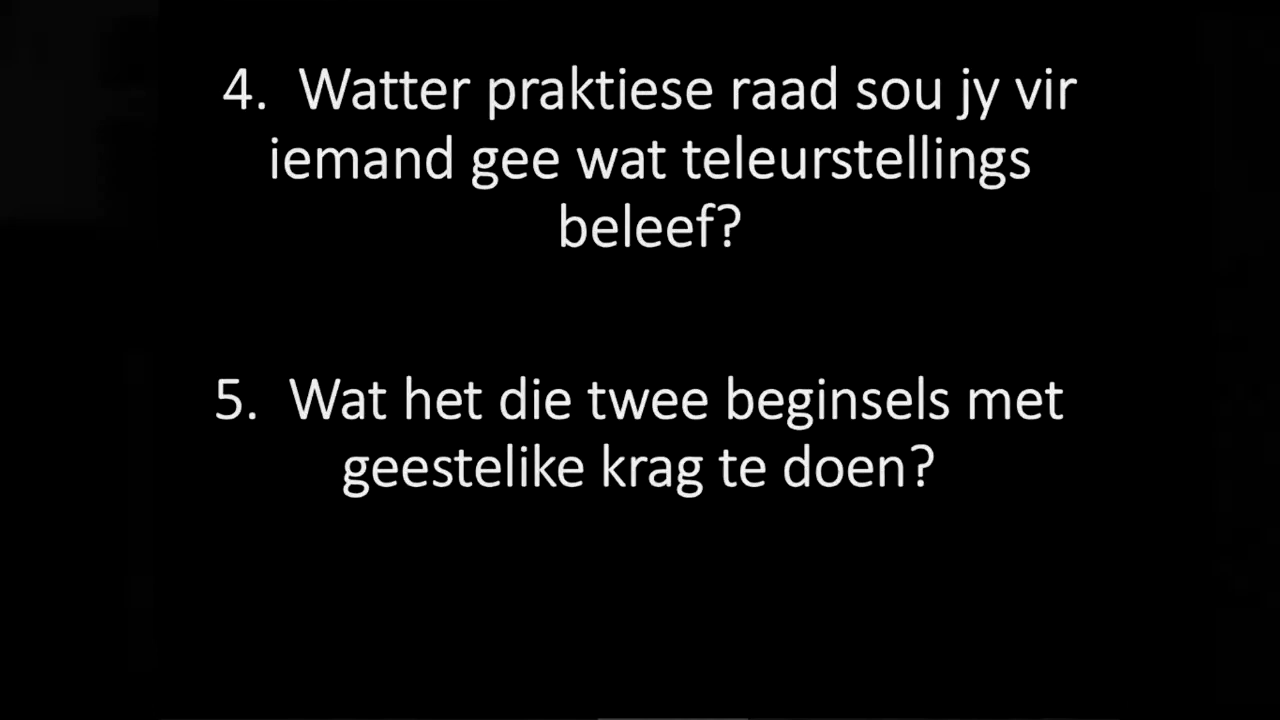 4. Watter praktiese raad sou jy vir
iemand gee wat teleurstellings
beleef?
5. Wat het die twee beginsels met
geestelike krag te doen?